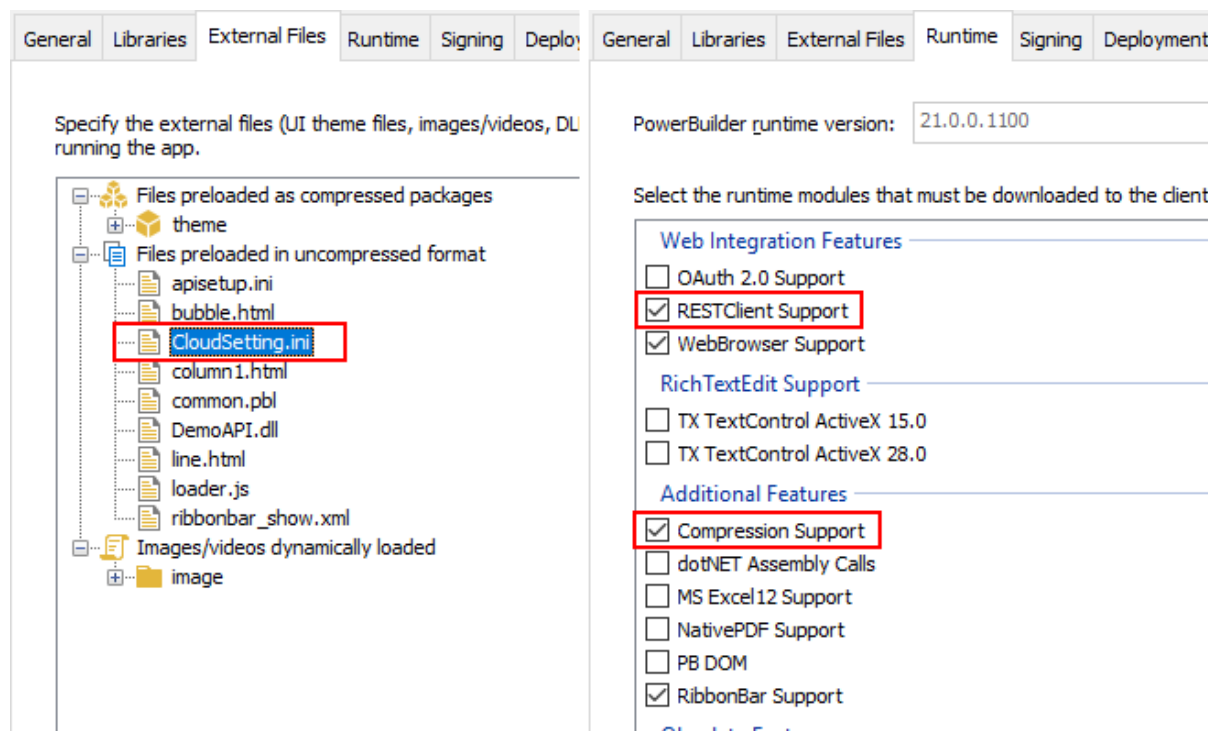 General Libraries External Files Runtime Signing
Specify the external files (UI theme files, images/videos,
running the app.
Files preloaded as compressed packages
theme
Files preloaded in uncompressed format
apisetup.ini
bubble.html
CloudSetting.ini
column1.html
common.pbl
DemoAPI.dll
line.html
loader.js
ribbonbar_show.xml
Images/videos dynamically loaded
image
General Libraries External Files Runtime Signing Deployment
PowerBuilder runtime version: 21.0.0.1100
Select the runtime modules that must be downloaded to the client
Web Integration Features
OAuth 2.0 Support
RESTClient Support
WebBrowser Support
RichTextEdit Support
TX TextControl ActiveX 15.0
TX TextControl ActiveX 28.0
Additional Features
Compression Support
dotNET Assembly Calls
MS Excel12 Support
NativePDF Support
PB DOM
RibbonBar Support